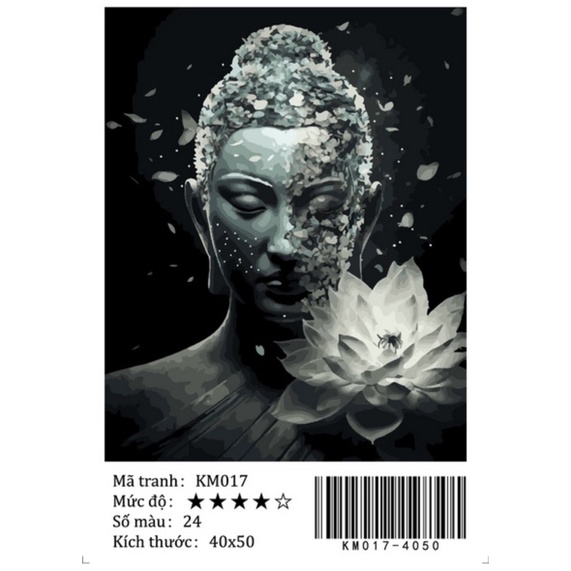 Mã tranh: KM017
Mức độ: ★★★★☆
Số màu: 24
Kích thước: 40x50
KM017-4050